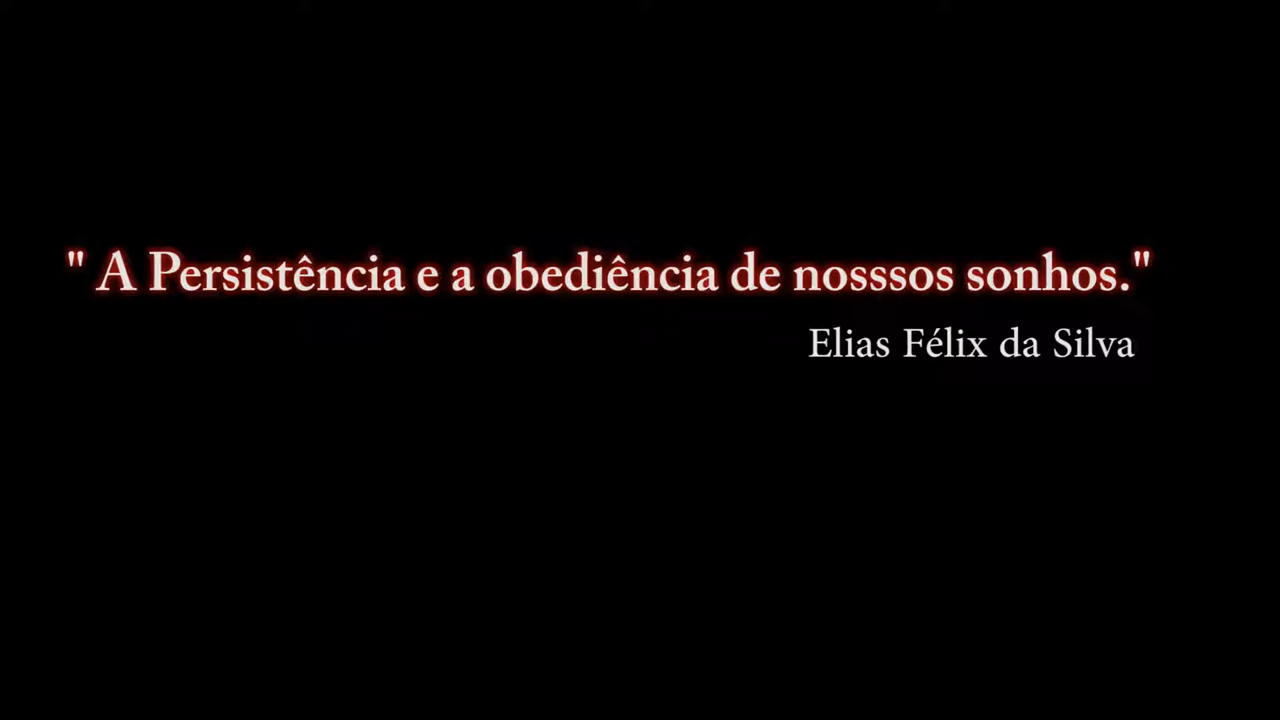 " A Persistência e a obediência de nosssos sonhos."
Elias Félix da Silva